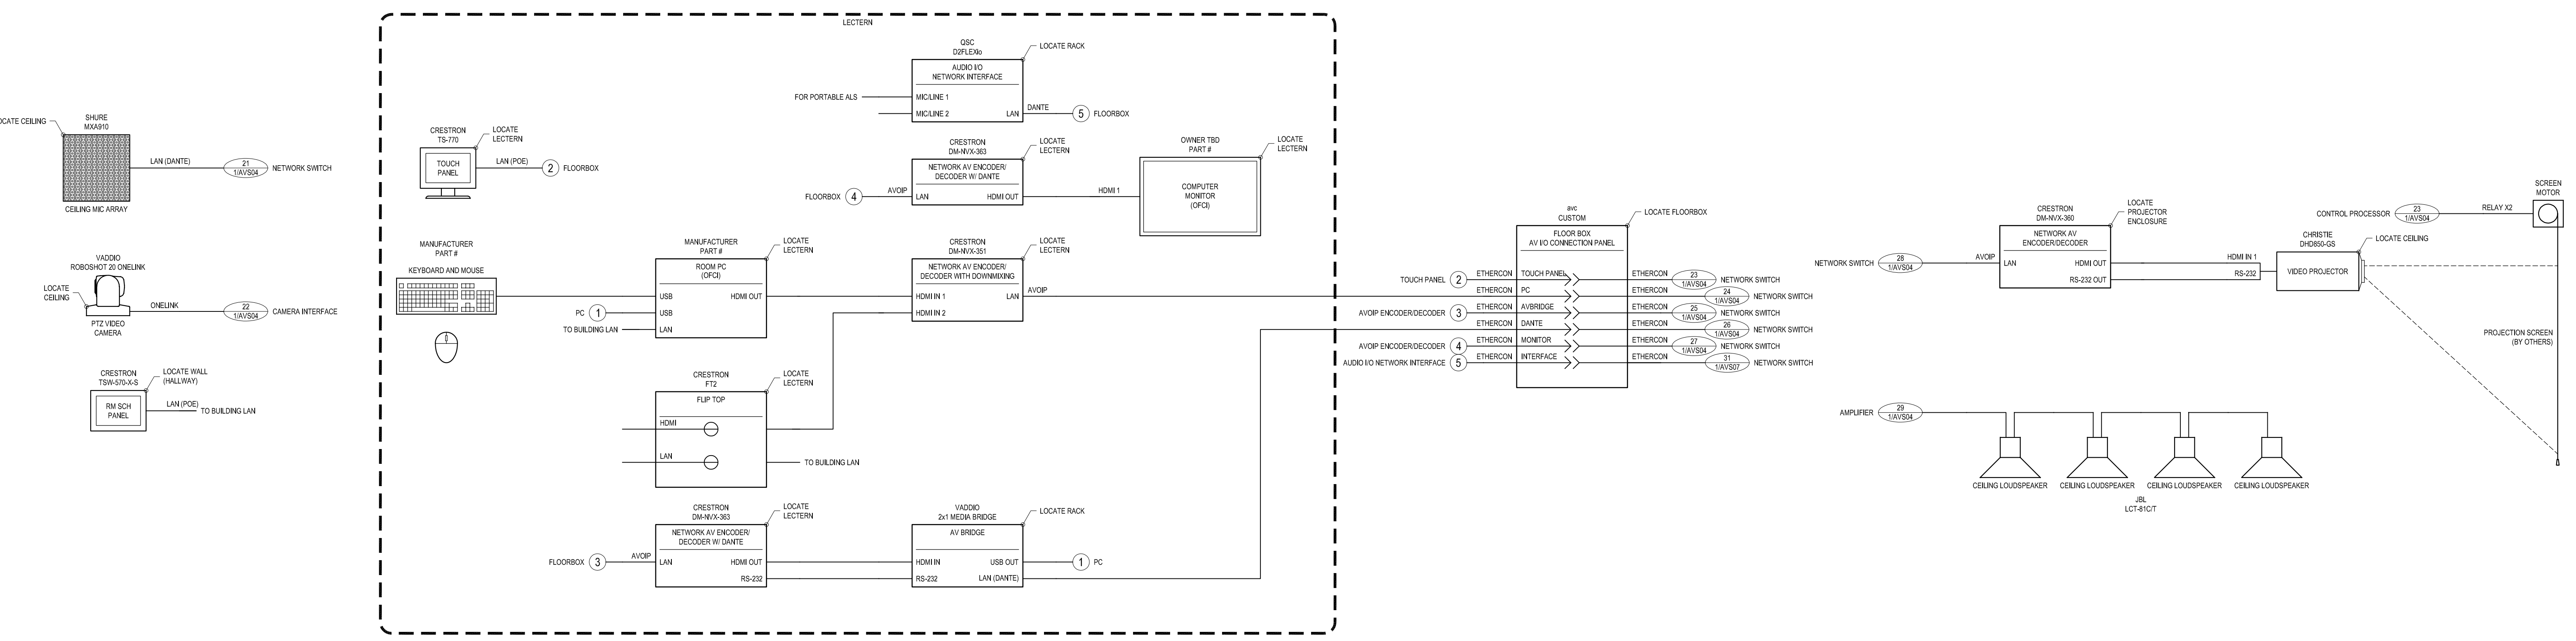 LECTERN
OCATE CEILING
SHURE
MXA910
LAN (DANTE)
21
1/AVS04
NETWORK SWITCH
CEILING MIC ARRAY
VADDIO
ROBOSHOT 20 ONELINK
LOCATE
CEILING
ONELINK
22
1/AVS04
CAMERA INTERFACE
PTZ VIDEO
CAMERA
CRESTRON
TSW-570-X-S
LOCATE WALL
(HALLWAY)
RM SCH
PANEL
LAN (POE)
TO BUILDING LAN
CRESTRON
TS-770
LOCATE
LECTERN
TOUCH
PANEL
LAN (POE)
2
FLOORBOX
MANUFACTURER
PART #
KEYBOARD AND MOUSE
QSC
D2FLEXio
LOCATE RACK
AUDIO I/O
NETWORK INTERFACE
FOR PORTABLE ALS
MIC/LINE 1
MIC/LINE 2
LAN
DANTE
5
FLOORBOX
CRESTRON
DM-NVX-363
LOCATE
LECTERN
NETWORK AV ENCODER/
DECODER W/ DANTE
FLOORBOX
4
AVOIP
LAN
HDMI OUT
HDMI 1
OWNER TBD
PART #
LOCATE
LECTERN
COMPUTER
MONITOR
(OFCI)
MANUFACTURER
PART #
LOCATE
LECTERN
ROOM PC
(OFCI)
USB
HDMI OUT
PC
1
USB
TO BUILDING LAN
LAN
CRESTRON
DM-NVX-351
LOCATE
LECTERN
NETWORK AV ENCODER/
DECODER WITH DOWNMIXING
HDMI IN 1
LAN
AVOIP
HDMI IN 2
CRESTRON
FT2
LOCATE
LECTERN
FLIP TOP
HDMI
LAN
TO BUILDING LAN
CRESTRON
DM-NVX-363
LOCATE
LECTERN
NETWORK AV ENCODER/
DECODER W/ DANTE
FLOORBOX
3
AVOIP
LAN
HDMI OUT
RS-232
VADDIO
2x1 MEDIA BRIDGE
LOCATE RACK
AV BRIDGE
HDMI IN
USB OUT
1
PC
RS-232
LAN (DANTE)
avc
CUSTOM
LOCATE FLOORBOX
FLOOR BOX
AV I/O CONNECTION PANEL
TOUCH PANEL
2
ETHERCON
TOUCH PANEL
ETHERCON
23
1/AVS04
NETWORK SWITCH
ETHERCON
PC
ETHERCON
24
1/AVS04
NETWORK SWITCH
AVOIP ENCODER/DECODER
3
ETHERCON
AVBRIDGE
ETHERCON
25
1/AVS04
NETWORK SWITCH
ETHERCON
DANTE
ETHERCON
26
1/AVS04
NETWORK SWITCH
AVOIP ENCODER/DECODER
4
ETHERCON
MONITOR
ETHERCON
27
1/AVS04
NETWORK SWITCH
AUDIO I/O NETWORK INTERFACE
5
ETHERCON
INTERFACE
ETHERCON
31
1/AVS07
NETWORK SWITCH
CRESTRON
DM-NVX-360
LOCATE
PROJECTOR
ENCLOSURE
NETWORK AV
ENCODER/DECODER
NETWORK SWITCH
28
1/AVS04
AVOIP
LAN
HDMI OUT
HDMI IN 1
RS-232 OUT
RS-232
CHRISTIE
DHD850-GS
LOCATE CEILING
VIDEO PROJECTOR
CONTROL PROCESSOR
23
1/AVS04
RELAY X2
SCREEN
MOTOR
PROJECTION SCREEN
(BY OTHERS)
AMPLIFIER
29
1/AVS04
CEILING LOUDSPEAKER
CEILING LOUDSPEAKER
CEILING LOUDSPEAKER
CEILING LOUDSPEAKER
JBL
LCT-81C/T